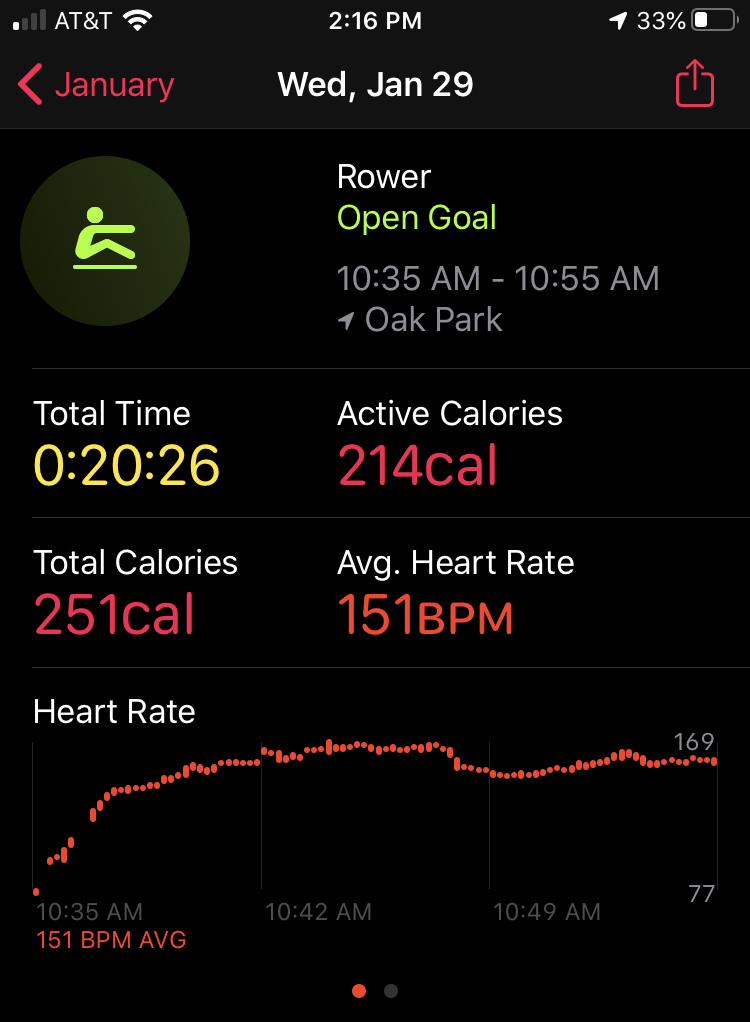 AT&T 2:16 PM 33%
January Wed, Jan 29
Rower
Open Goal
10:35 AM - 10:55 AM
Oak Park
Total Time Active Calories
0:20:26 214cal
Total Calories Avg. Heart Rate
251cal 151BPM
Heart Rate
169
77
10:35 AM 10:42 AM 10:49 AM
151 BPM AVG